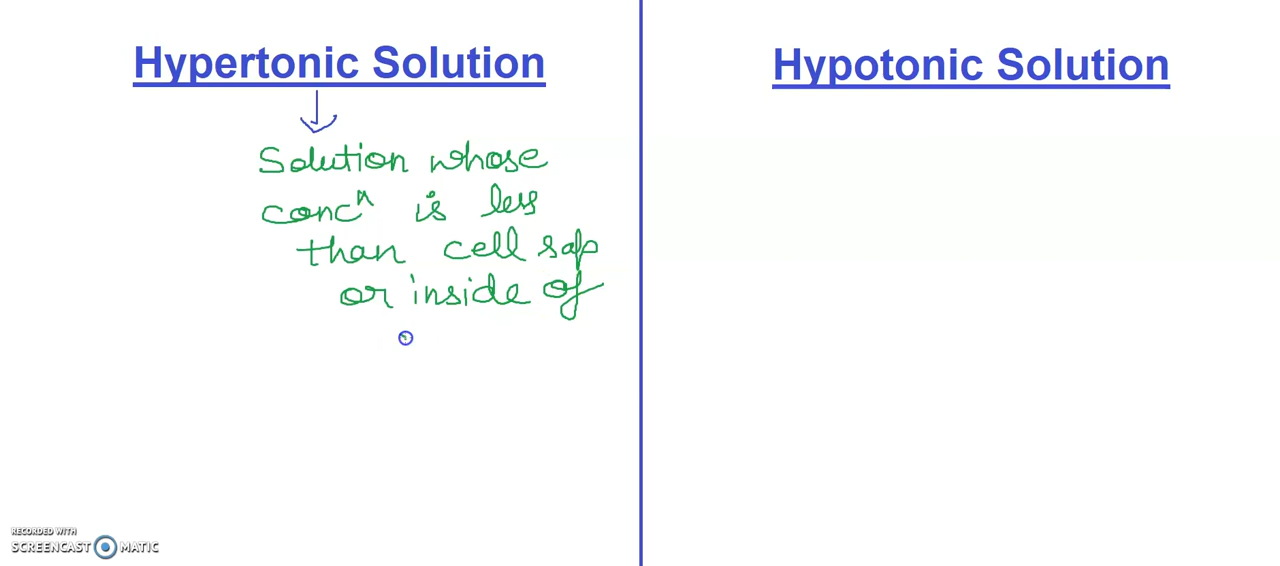 Hypertonic Solution
Solution whose
concⁿ is less
than cell sap
or inside of
Hypotonic Solution
RECORDED WITH
SCREENCAST MATIC